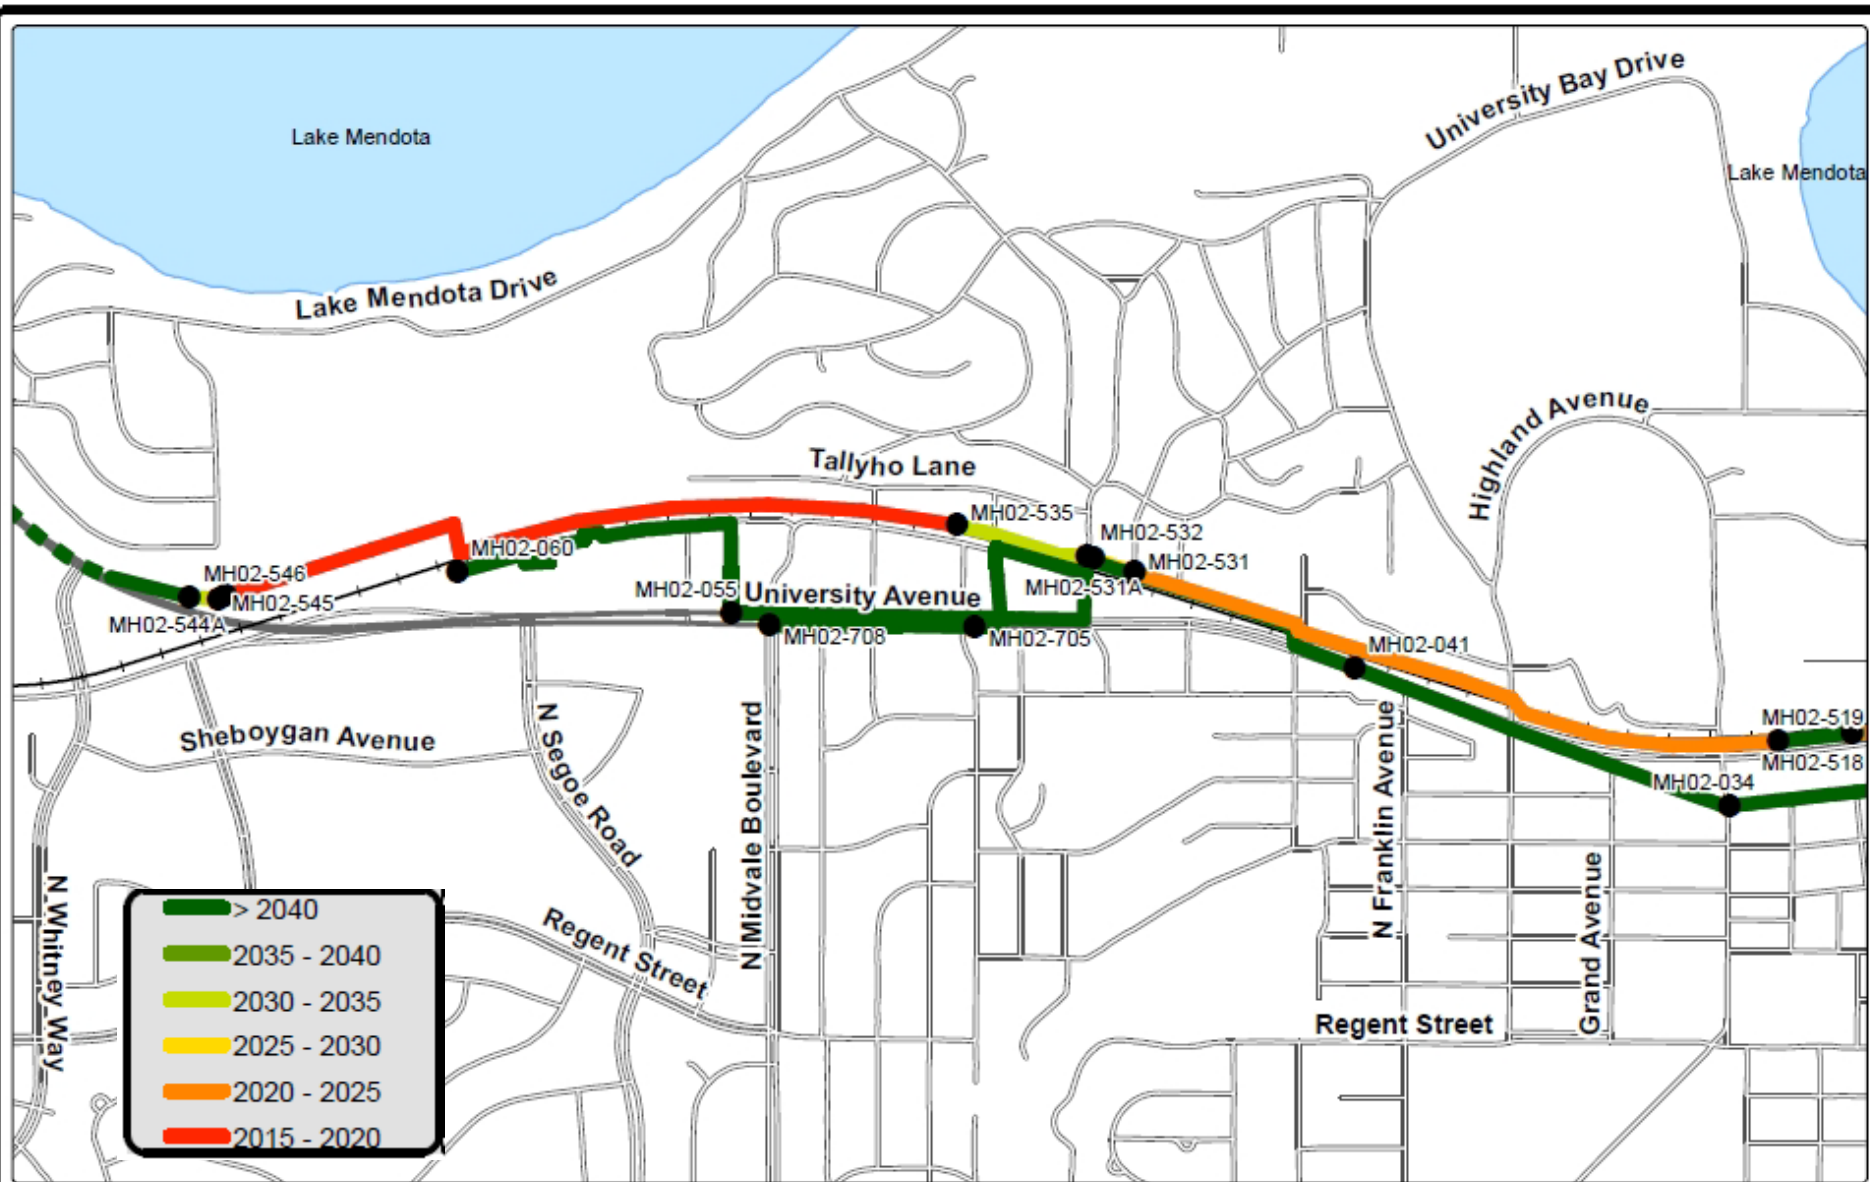 University Bay Drive
Lake Mendota
Lake Mendota
Lake Mendota Drive
Highland Avenue
Tallyho Lane
MH02-535
MH02-532
MH02-060
MH02-531
MH02-546
MH02-531A
MH02-055
University Avenue
MH02-545
MH02-544A
MH02-708
MH02-705
MH02-041
MH02-519
Sheboygan Avenue
N Segoe Road
N Midvale Boulevard
N Franklin Avenue
MH02-518
MH02-034
N Whitney Way
Regent Street
Grand Avenue
Regent Street
> 2040
2035 - 2040
2030 - 2035
2025 - 2030
2020 - 2025
2015 - 2020